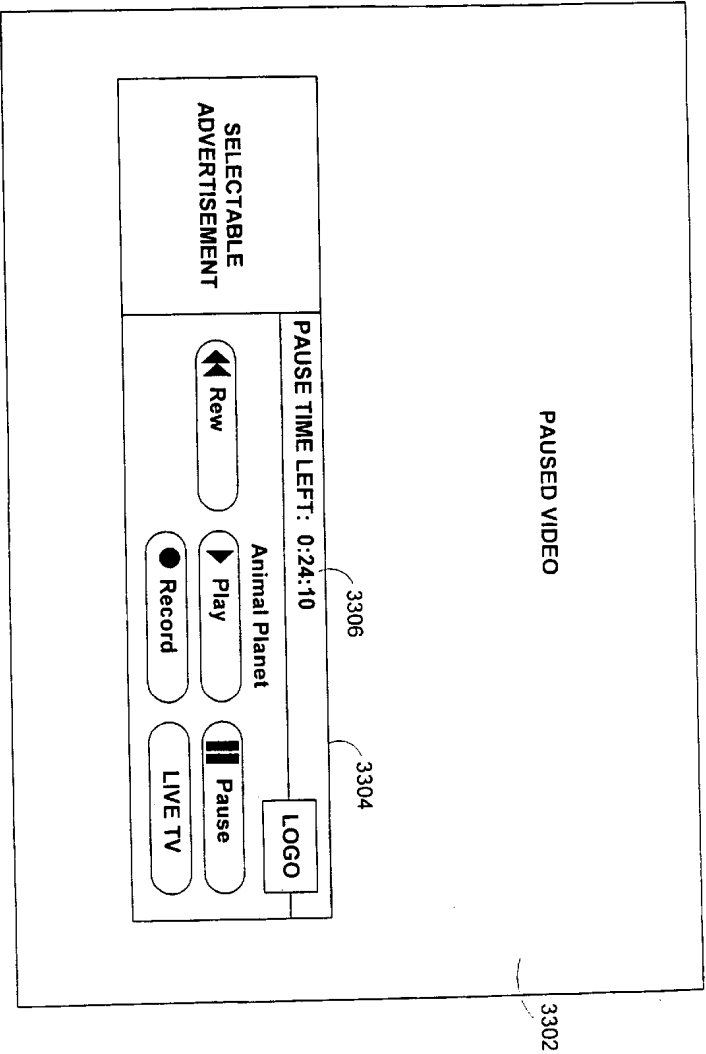 PAUSED VIDEO
3302
3304
3306
PAUSE TIME LEFT: 0:24:10
LOGO
SELECTABLE
ADVERTISEMENT
Animal Planet
Rew
Play
Pause
Record
LIVE TV